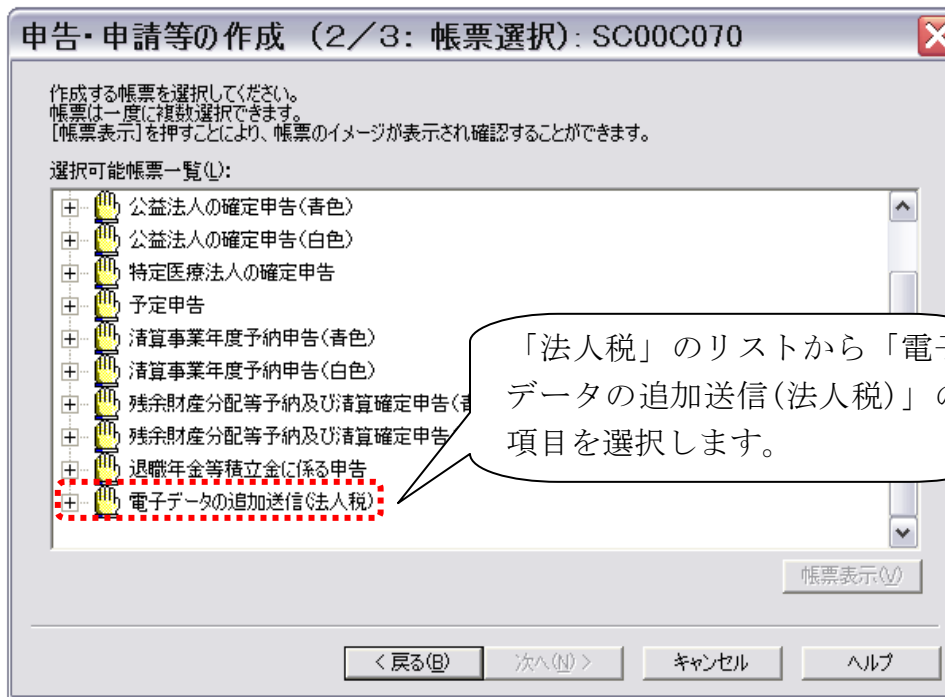 申告・申請等の作成 (2/3: 帳票選択): SC00C070
作成する帳票を選択してください。
帳票は一度に複数選択できます。
[帳票表示]を押すことにより、帳票のイメージが表示され確認することができます。
選択可能帳票一覧(L):
公益法人の確定申告(青色)
公益法人の確定申告(白色)
特定医療法人の確定申告
予定申告
清算事業年度予納申告(青色)
清算事業年度予納申告(白色)
残余財産分配等予納及び清算確定申告(青
残余財産分配等予納及び清算確定申告
退職年金等積立金に係る申告
電子データの追加送信(法人税)
「法人税」のリストから「電子
データの追加送信(法人税)」の
項目を選択します。
帳票表示(V)
< 戻る(B)
次へ(N) >
キャンセル
ヘルプ